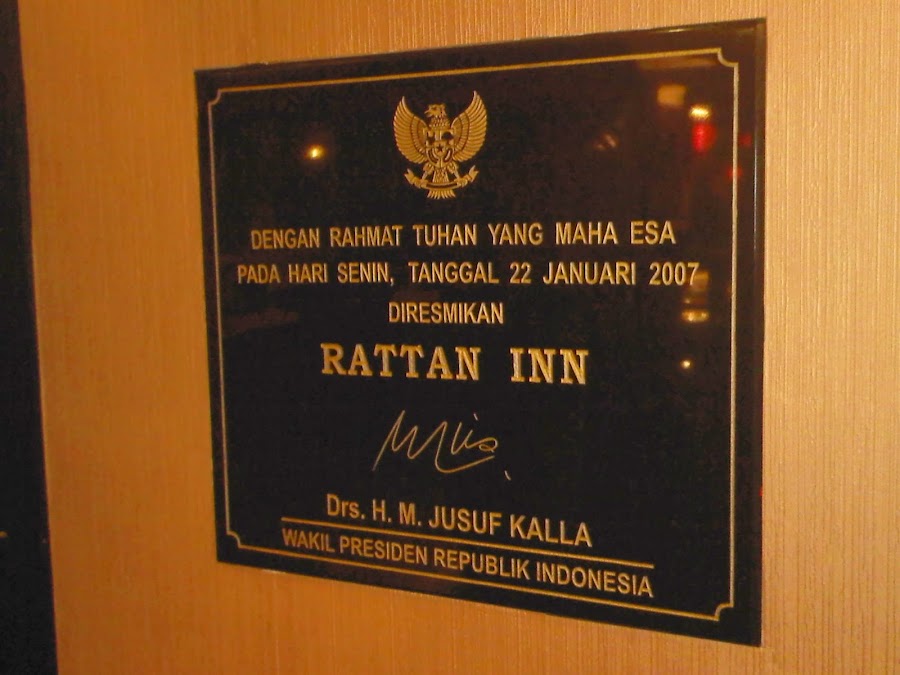 DENGAN RAHMAT TUHAN YANG MAHA ESA
PADA HARI SENIN, TANGGAL 22 JANUARI 2007
DIRESMIKAN
RATTAN INN
Drs. H. M. JUSUF KALLA
WAKIL PRESIDEN REPUBLIK INDONESIA